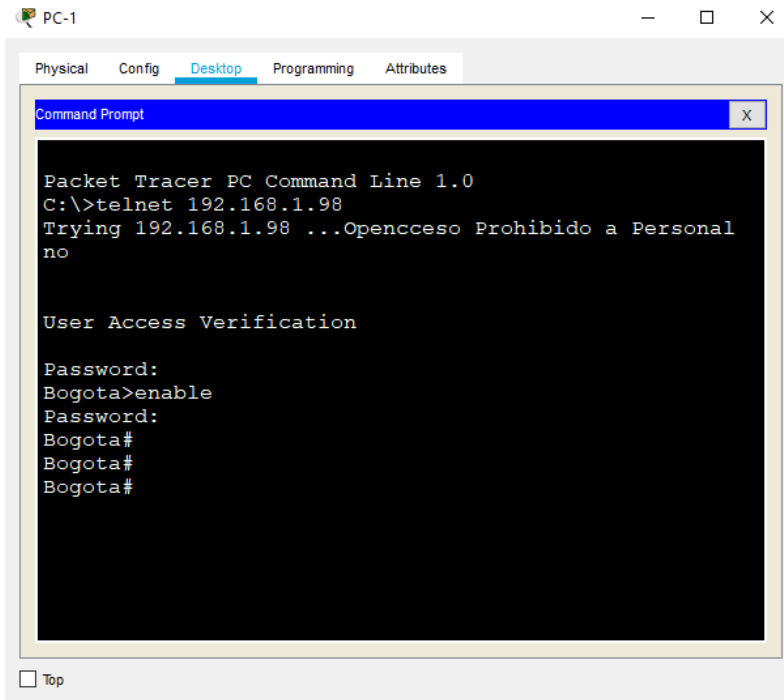 PC-1
Physical Config Desktop Programming Attributes
Command Prompt
X
Packet Tracer PC Command Line 1.0
C:\>telnet 192.168.1.98
Trying 192.168.1.98 ...Opencceso Prohibido a Personal
no
User Access Verification
Password:
Bogota>enable
Password:
Bogota#
Bogota#
Bogota#
Top